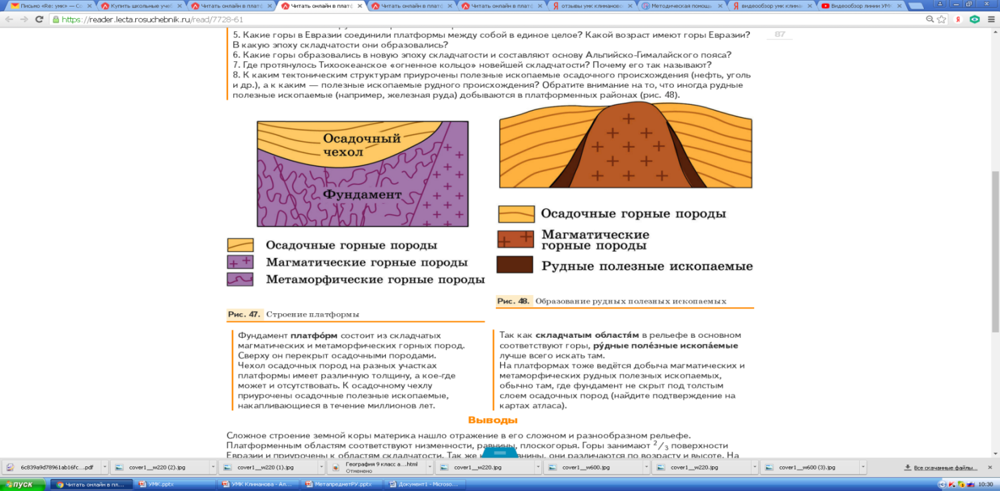 Письмо «Re: умк» — Co
Купить школьные учеб
Читать онлайн в плат
Читать онлайн в плат
Читать онлайн в плат
Читать онлайн в плат
отзывы умк климаново
Методическая помощь
видеообзор умк клима
Видеообзор линии УМК
https://reader.lecta.rosuchebnik.ru/read/7728-61
87
5. Какие горы в Евразии соединили платформы между собой в единое целое? Какой возраст имеют горы Евразии?
В какую эпоху складчатости они образовались?
6. Какие горы образовались в новую эпоху складчатости и составляют основу Альпийско-Гималайского пояса?
7. Где протянулось Тихоокеанское «огненное кольцо» новейшей складчатости? Почему его так называют?
8. К каким тектоническим структурам приурочены полезные ископаемые осадочного происхождения (нефть, уголь
и др.), а к каким — полезные ископаемые рудного происхождения? Обратите внимание на то, что иногда рудные
полезные ископаемые (например, железная руда) добываются в платформенных районах (рис. 48).
Осадочный
чехол
Фундамент
Осадочные горные породы
Магматические горные породы
Метаморфические горные породы
Рис. 47. Строение платформы
Осадочные горные породы
Магматические
горные породы
Рудные полезные ископаемые
Рис. 48. Образование рудных полезных ископаемых
Фундамент платфо́рм состоит из складчатых
магматических и метаморфических горных пород.
Сверху он перекрыт осадочными породами.
Чехол осадочных пород на разных участках
платформы имеет различную толщину, а кое-где
может и отсутствовать. К осадочному чехлу
приурочены осадочные полезные ископаемые,
накапливающиеся в течение миллионов лет.
Так как складчатым областя́м в рельефе в основном
соответствуют горы, ру́дные поле́зные ископа́емые
лучше всего искать там.
На платформах тоже ведётся добыча магматических и
метаморфических рудных полезных ископаемых,
обычно там, где фундамент не скрыт под толстым
слоем осадочных пород (найдите подтверждение на
картах атласа).
Выводы
Сложное строение земной коры материка нашло отражение в его сложном и разнообразном рельефе.
Платформенным областям соответствуют низменности, равнины, плоскогорья. Горы занимают 2/3 поверхности
Евразии и приурочены к областям складчатости. Так же они различаются по возрасту и высоте. На
6c839a9d78961ab16fc....pdf
cover1__w220 (2).jpg
cover1__w220 (1).jpg
География 9 класс а....html
Отменено
cover1__w220.jpg
cover1__w600.jpg
cover1__w220.jpg
cover1__w600 (3).jpg
Все скачанные файлы...
пуск
Читать онлайн в пл...
УМК.pptx
УМК Климанова - Ал...
МетапредметРУ.pptx
Документ1 - Microso...
10:30